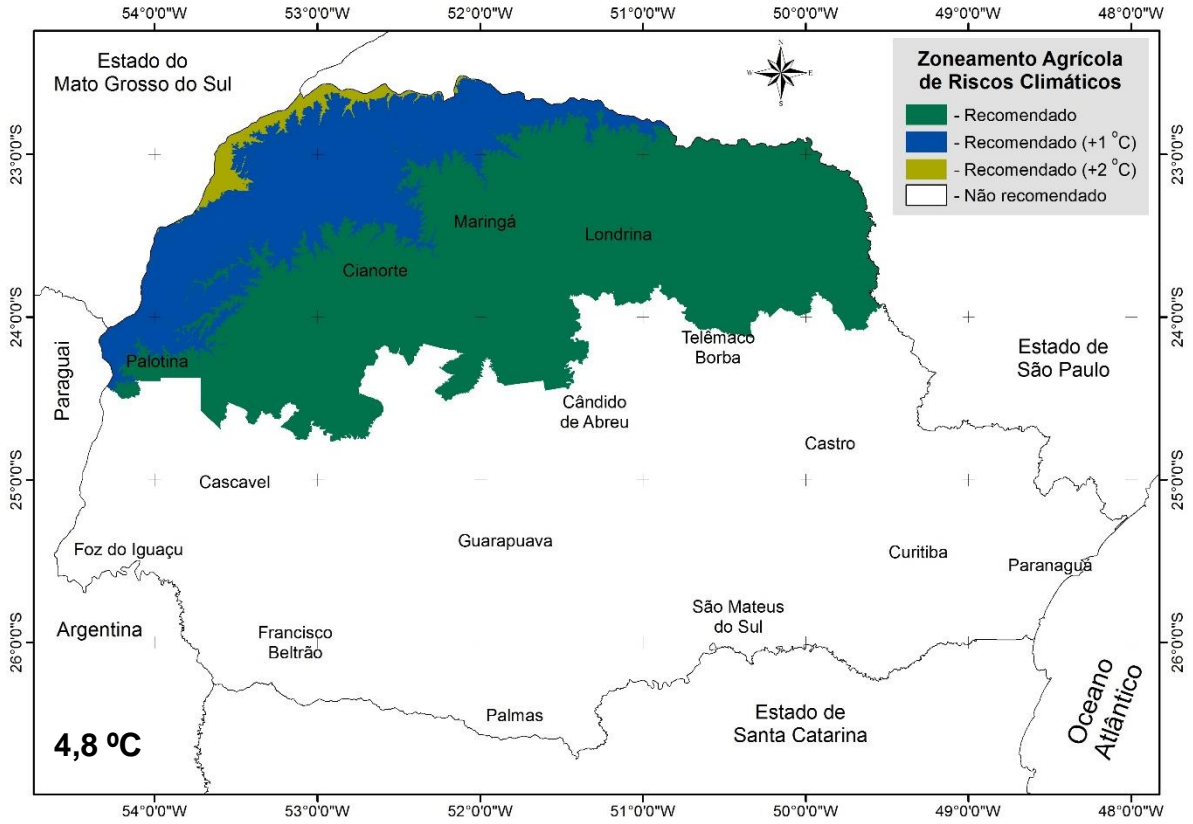 54°0'0"W 53°0'0"W 52°0'0"W 51°0'0"W 50°0'0"W 49°0'0"W 48°0'0"W
Estado do
Mato Grosso do Sul
N
W E
S
Zoneamento Agrícola
de Riscos Climáticos
- Recomendado
- Recomendado (+1 °C)
- Recomendado (+2 °C)
- Não recomendado
23°0'0"S 23°0'0"S
Maringá
Londrina
Cianorte
24°0'0"S 24°0'0"S
Paraguai
Palotina
Telêmaco
Borba
Estado de
São Paulo
Cândido
de Abreu
Castro
25°0'0"S 25°0'0"S
Cascavel
Guarapuava
Foz do Iguaçu
Curitiba
Paranaguá
Argentina
Francisco
Beltrão
São Mateus
do Sul
26°0'0"S 26°0'0"S
Palmas
Estado de
Santa Catarina
Oceano
Atlântico
4,8 ºC
54°0'0"W 53°0'0"W 52°0'0"W 51°0'0"W 50°0'0"W 49°0'0"W 48°0'0"W